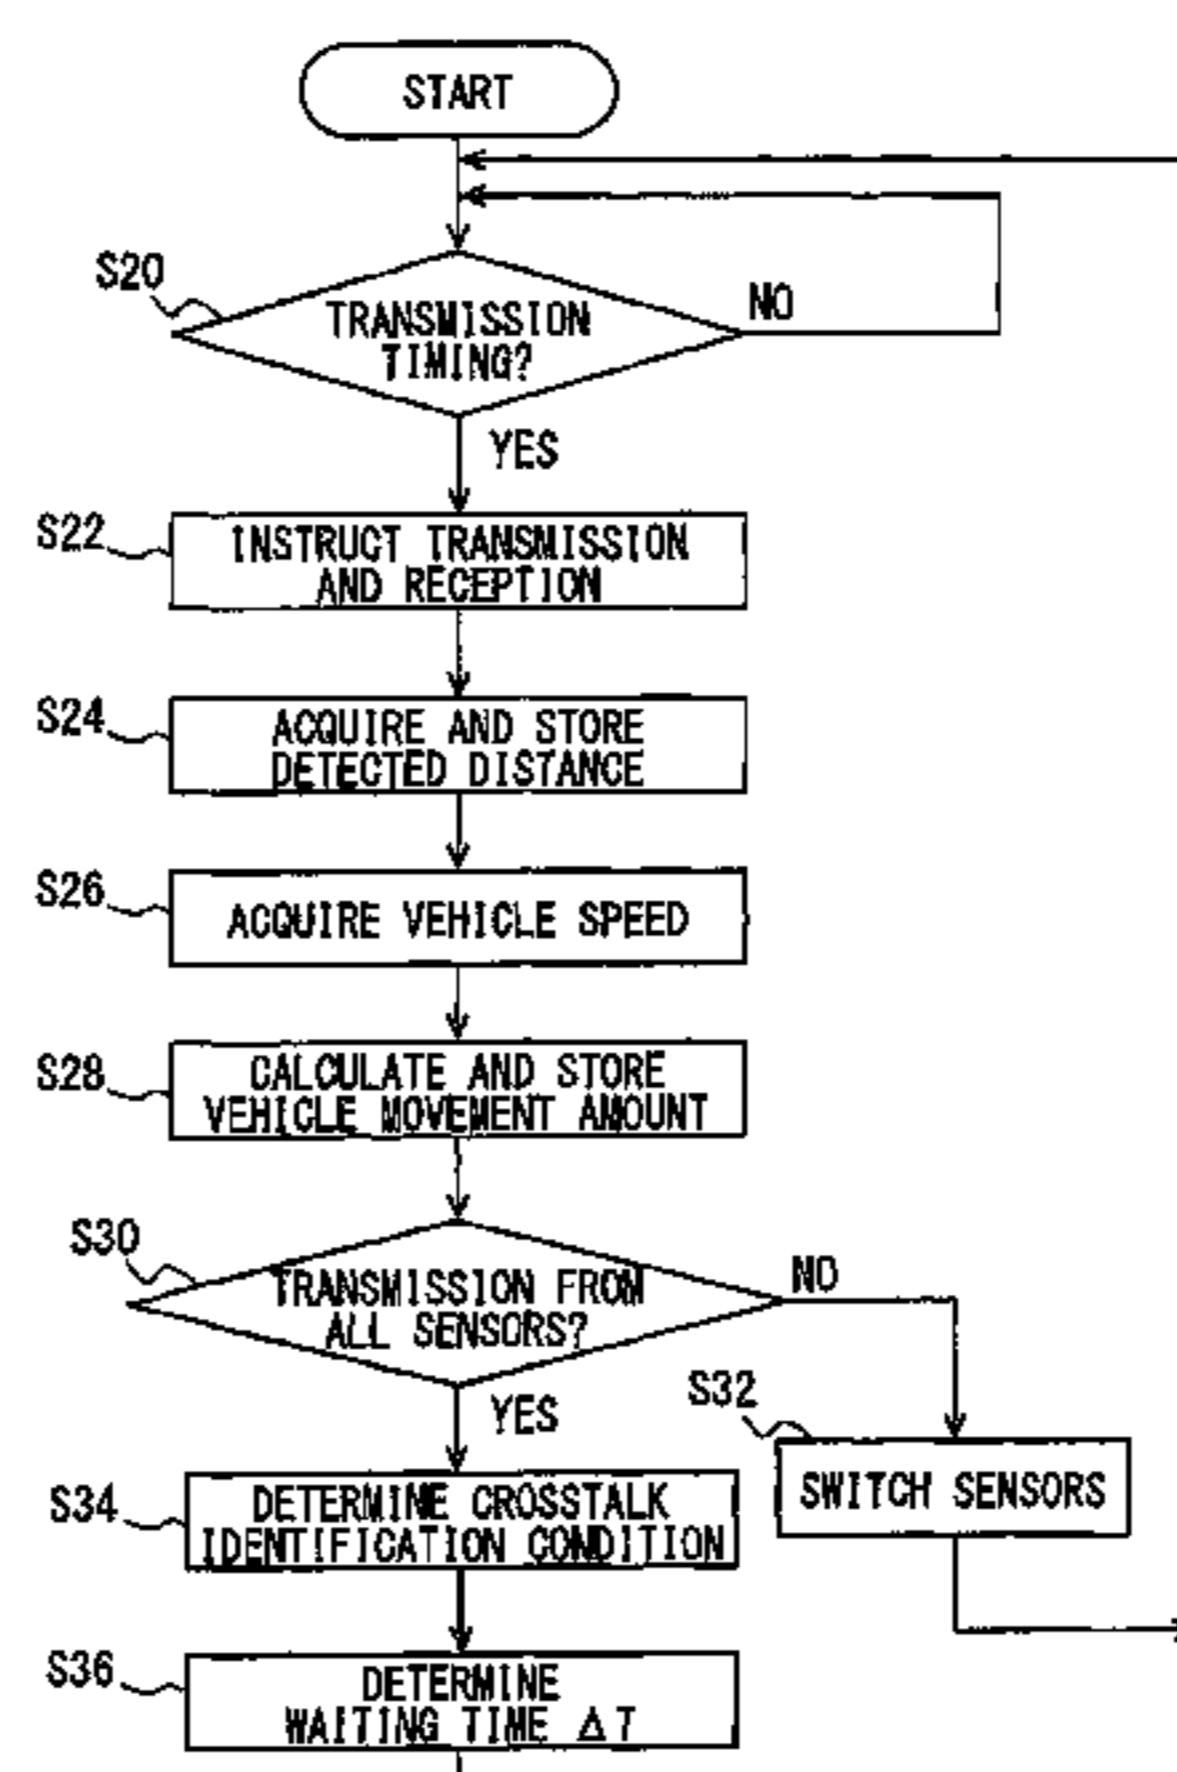 START
S20
TRANSMISSION
TIMING?
NO
YES
S22
INSTRUCT TRANSMISSION
AND RECEPTION
S24
ACQUIRE AND STORE
DETECTED DISTANCE
S26
ACQUIRE VEHICLE SPEED
S28
CALCULATE AND STORE
VEHICLE MOVEMENT AMOUNT
S30
TRANSMISSION FROM
ALL SENSORS?
NO
YES
S32
SWITCH SENSORS
S34
DETERMINE CROSSTALK
IDENTIFICATION CONDITION
S36
DETERMINE
WAITING TIME ΔT